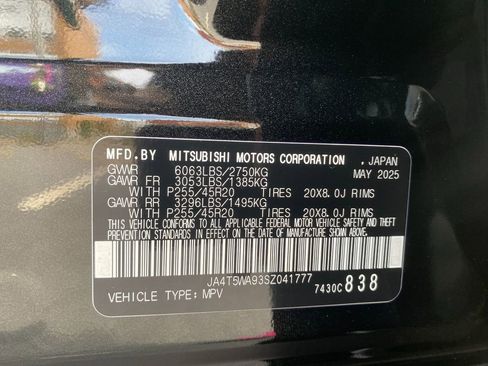 MFD.BY MITSUBISHI MOTORS CORPORATION , JAPAN
GVWR 6063LBS/2750KG MAY 2025
GAWR FR 3053LBS/1385KG
WITH P255/45R20 TIRES 20X8.0J RIMS
GAWR RR 3296LBS/1495KG
WITH P255/45R20 TIRES 20X8.0J RIMS
THIS VEHICLE CONFORMS TO ALL APPLICABLE FEDERAL MOTOR VEHICLE SAFETY AND THEFT
PREVENTION STANDARDS IN EFFECT ON THE DATE OF MANUFACTURE SHOWN ABOVE.
JA4T5WA93SZ041777
VEHICLE TYPE: MPV 7430C 838